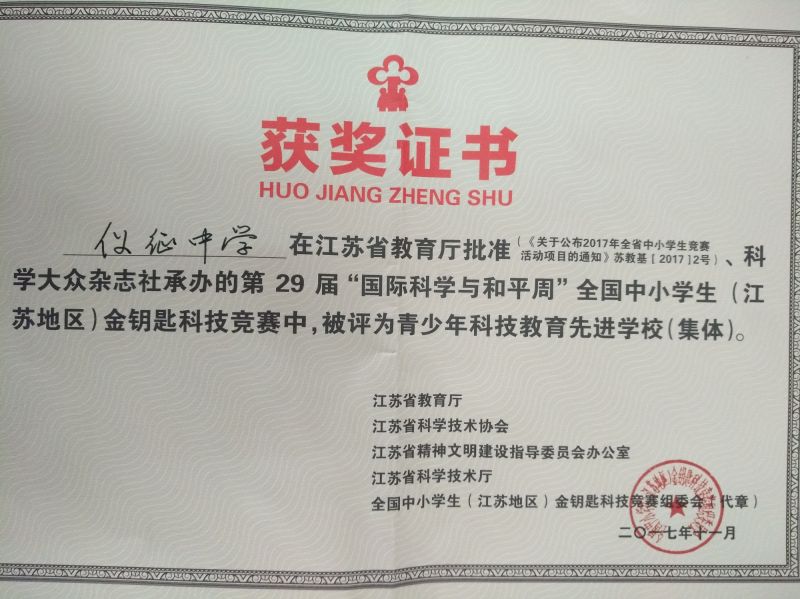 获奖证书
HUO JIANG ZHENG SHU
仪征中学 在江苏省教育厅批准（《关于公布2017年全省中小学生竞赛
活动项目的通知》苏教基［2017］2号）、科
学大众杂志社承办的第 29 届 “国际科学与和平周” 全国中小学生（江
苏地区）金钥匙科技竞赛中，被评为青少年科技教育先进学校（集体）。
江苏省教育厅
江苏省科学技术协会
江苏省精神文明建设指导委员会办公室
江苏省科学技术厅
全国中小学生（江苏地区）金钥匙科技竞赛组委会（代章）
二〇一七年十一月